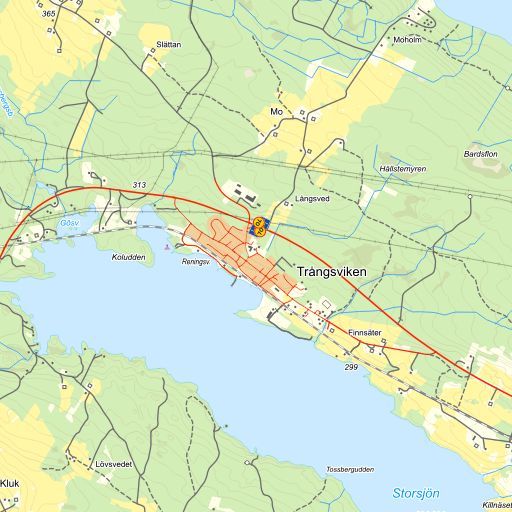 365
Slättan
Moholm
Mo
Bardsflon
Hällstemyren
313
Långsved
Gösv
Koludden
Reningsv.
Trångsviken
Finnsäter
299
Lövsvedet
Tossbergudden
Kluk
Storsjön
Killnäset